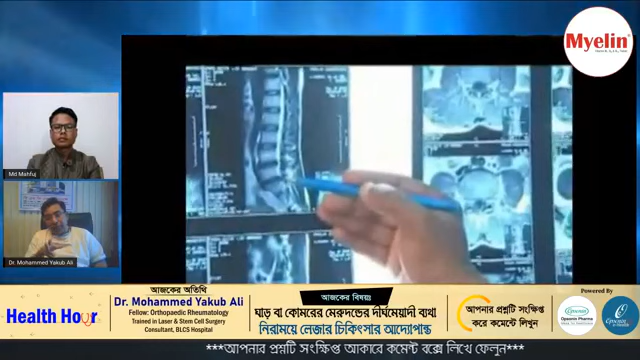 Myelin
Md Mahfuj
Dr. Mohammed Yakub Ali
Health Hour
আজকের অতিথি
Dr. Mohammed Yakub Ali
Fellow: Orthopaedic Rheumatology
Trained in Laser & Stem Cell Surgery
Consultant, BLCS Hospital
আজকের বিষয়ঃ
ঘাড় বা কোমরের মেরুদন্ডের দীর্ঘমেয়াদী ব্যথা
নিরাময়ে লেজার চিকিৎসার আদ্যোপান্ত
আপনার প্রশ্নটি সংক্ষিপ্ত
করে কমেন্টে লিখুন
Powered By
Opsonin Pharma
Opsonin
e-Health
***আপনার প্রশ্নটি সংক্ষিপ্ত আকারে কমেন্ট বক্সে লিখে ফেলুন***